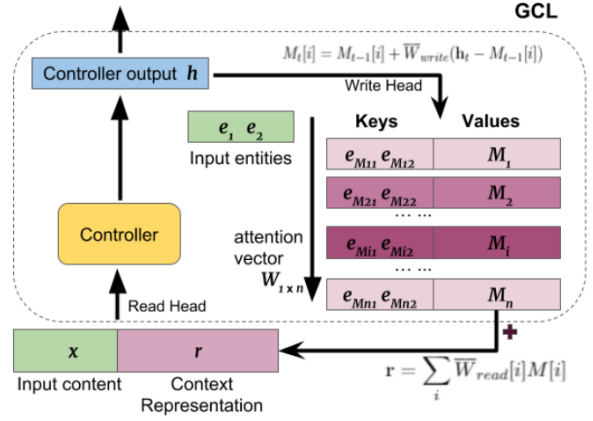 GCL
M_t[i] = M_{t-1}[i] + \overline{W}_{write}(h_t − M_{t-1}[i])
Controller output h
Write Head
Keys Values
e_1 e_2
Input entities
e_{M11} e_{M12} M_1
e_{M21} e_{M22} M_2
... ...
e_{Mi1} e_{Mi2} M_i
... ...
e_{Mn1} e_{Mn2} M_n
Controller
attention
vector
W_{1 x n}
Read Head
x r
Input content
Context
Representation
+
r = \sum_i \overline{W}_{read}[i]M[i]